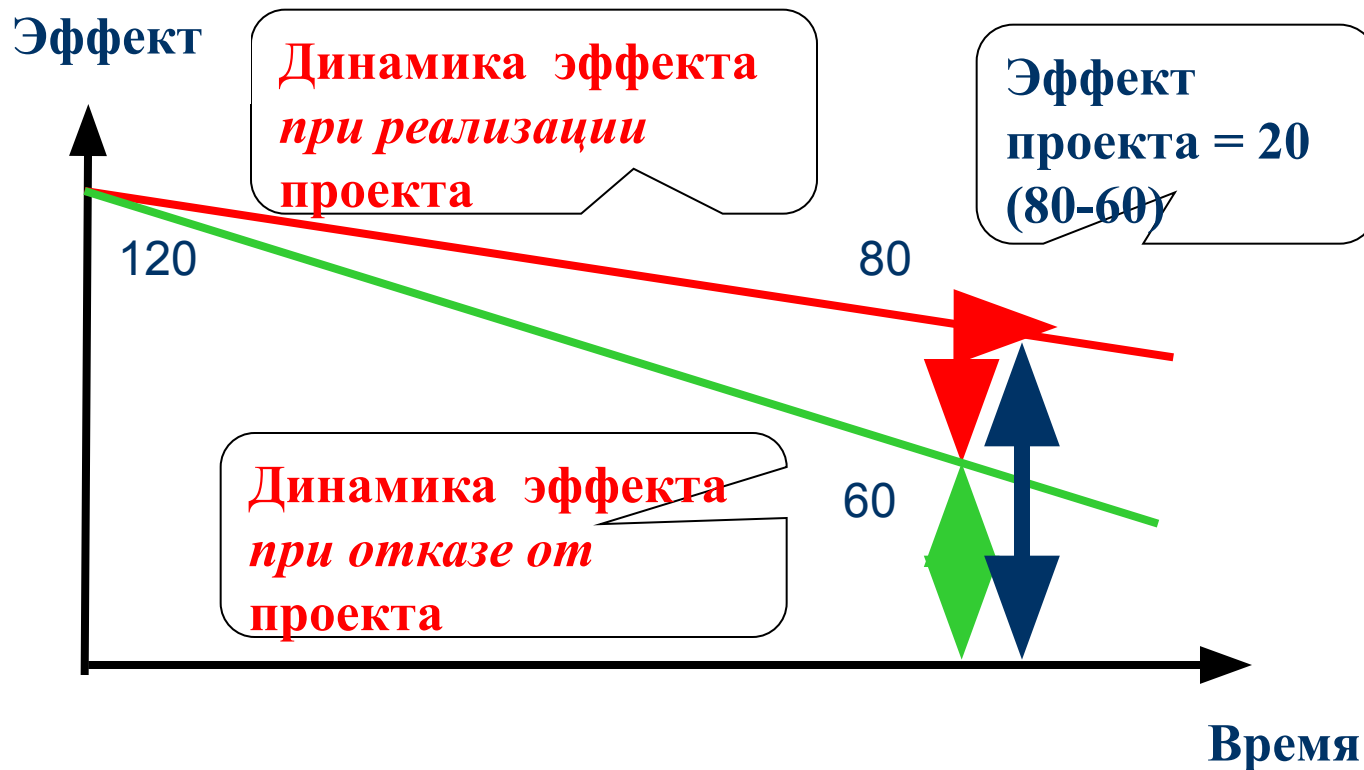 Эффект
Динамика эффекта
при реализации
проекта
Эффект
проекта = 20
(80-60)
120
80
Динамика эффекта
при отказе от
проекта
60
Время